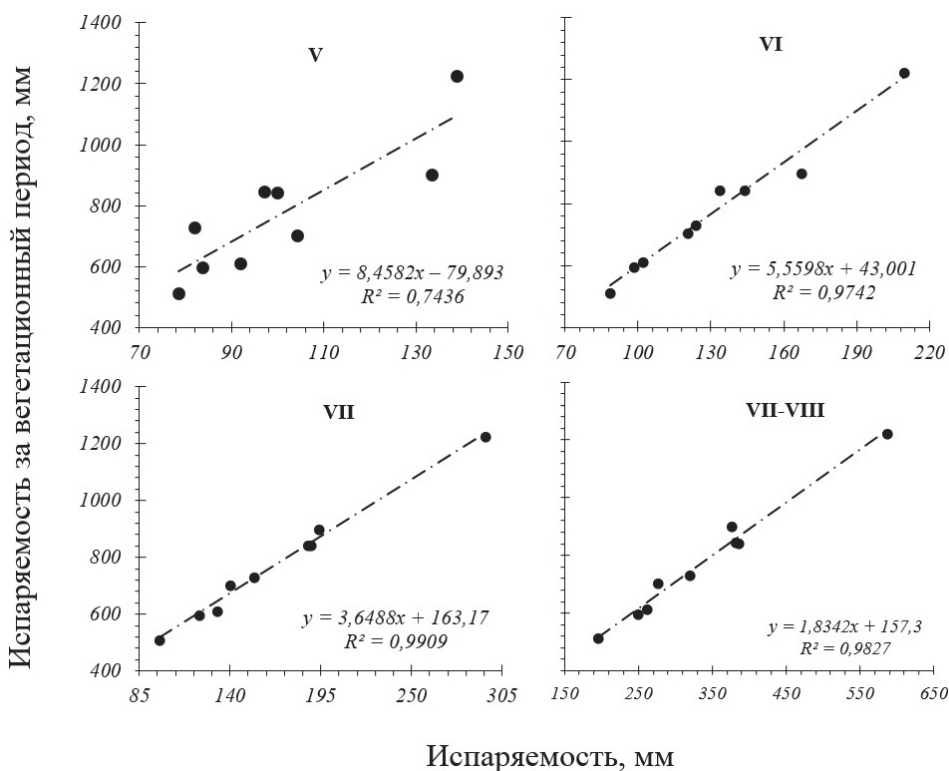 Испаряемость за вегетационный период, мм
1400
1200
1000
800
600
400
V
y = 8,4582x – 79,893
R² = 0,7436
70
90
110
130
150
VI
y = 5,5598x + 43,001
R² = 0,9742
70
100
130
160
190
220
1400
1200
1000
800
600
400
VII
y = 3,6488x + 163,17
R² = 0,9909
85
140
195
250
305
VII-VIII
y = 1,8342x + 157,3
R² = 0,9827
150
250
350
450
550
650
Испаряемость, мм